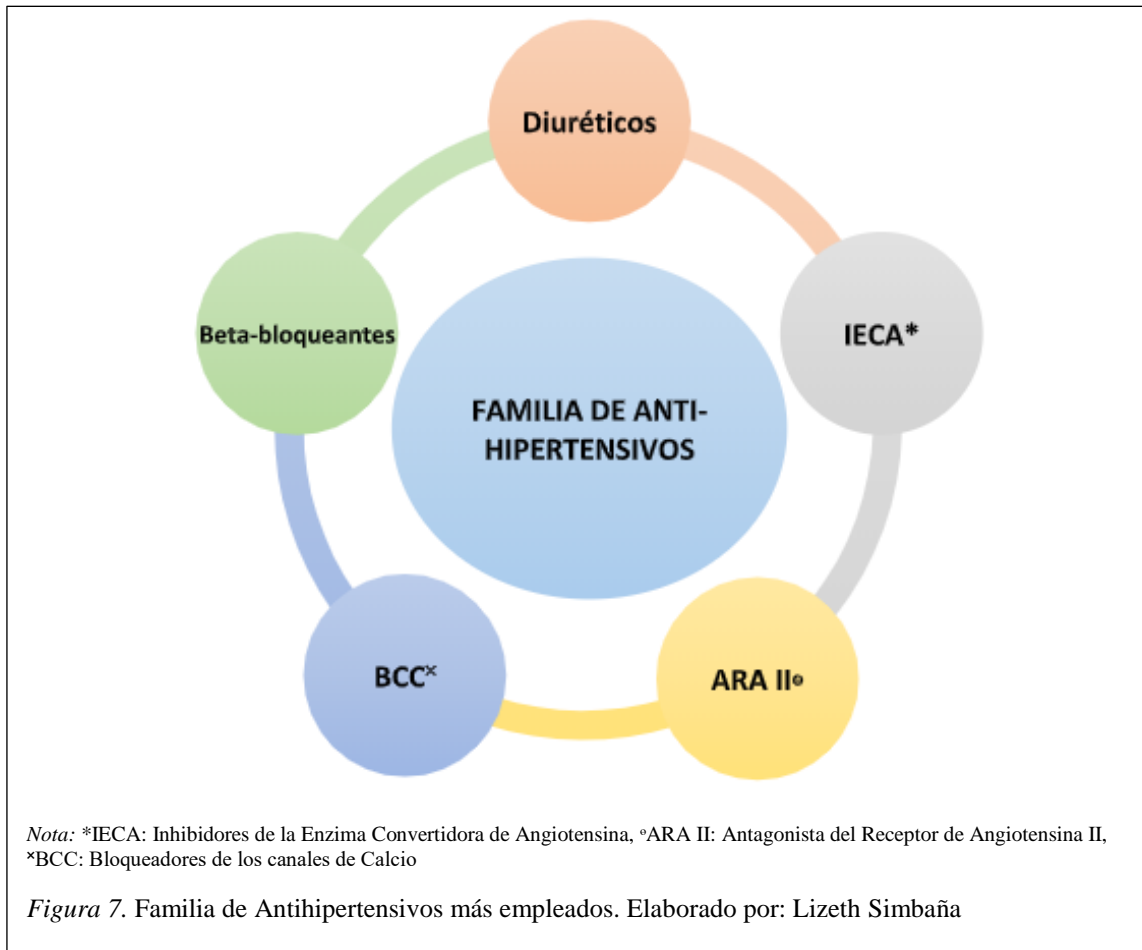 Diuréticos
IECA*
Beta-bloqueantes
FAMILIA DE ANTI-
HIPERTENSIVOS
BCCˣ
ARA IIᵒ
Nota: *IECA: Inhibidores de la Enzima Convertidora de Angiotensina, ᵒARA II: Antagonista del Receptor de Angiotensina II,
ˣBCC: Bloqueadores de los canales de Calcio
Figura 7. Familia de Antihipertensivos más empleados. Elaborado por: Lizeth Simbaña